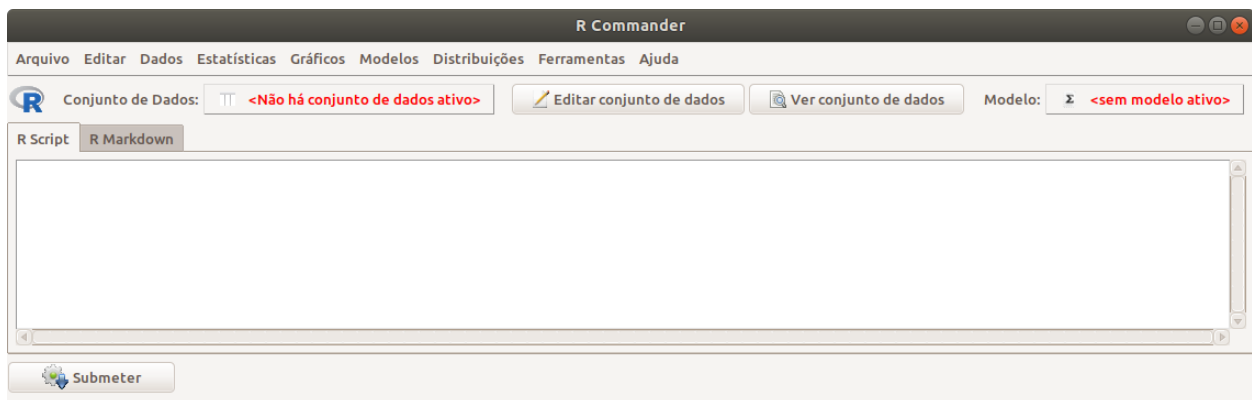 R Commander
Arquivo Editar Dados Estatísticas Gráficos Modelos Distribuições Ferramentas Ajuda
R Conjunto de Dados: <Não há conjunto de dados ativo> Editar conjunto de dados Ver conjunto de dados Modelo: Σ <sem modelo ativo>
R Script R Markdown
Submeter